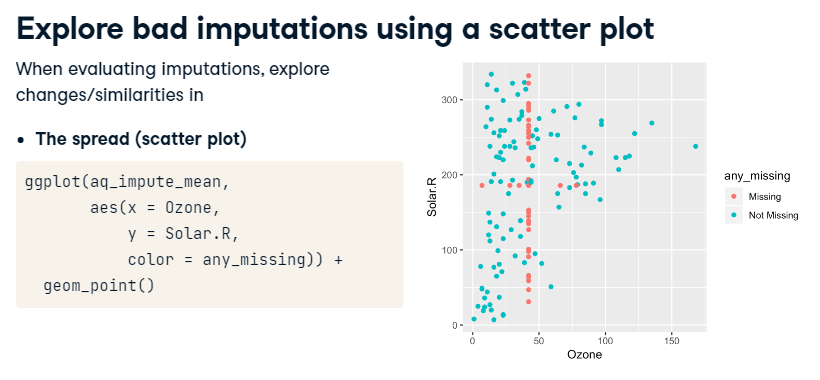 Explore bad imputations using a scatter plot
When evaluating imputations, explore
changes/similarities in
• The spread (scatter plot)
ggplot(aq_impute_mean,
       aes(x = Ozone,
           y = Solar.R,
           color = any_missing)) +
  geom_point()
300
200
100
0
Solar.R
0 50 100 150
Ozone
any_missing
Missing
Not Missing